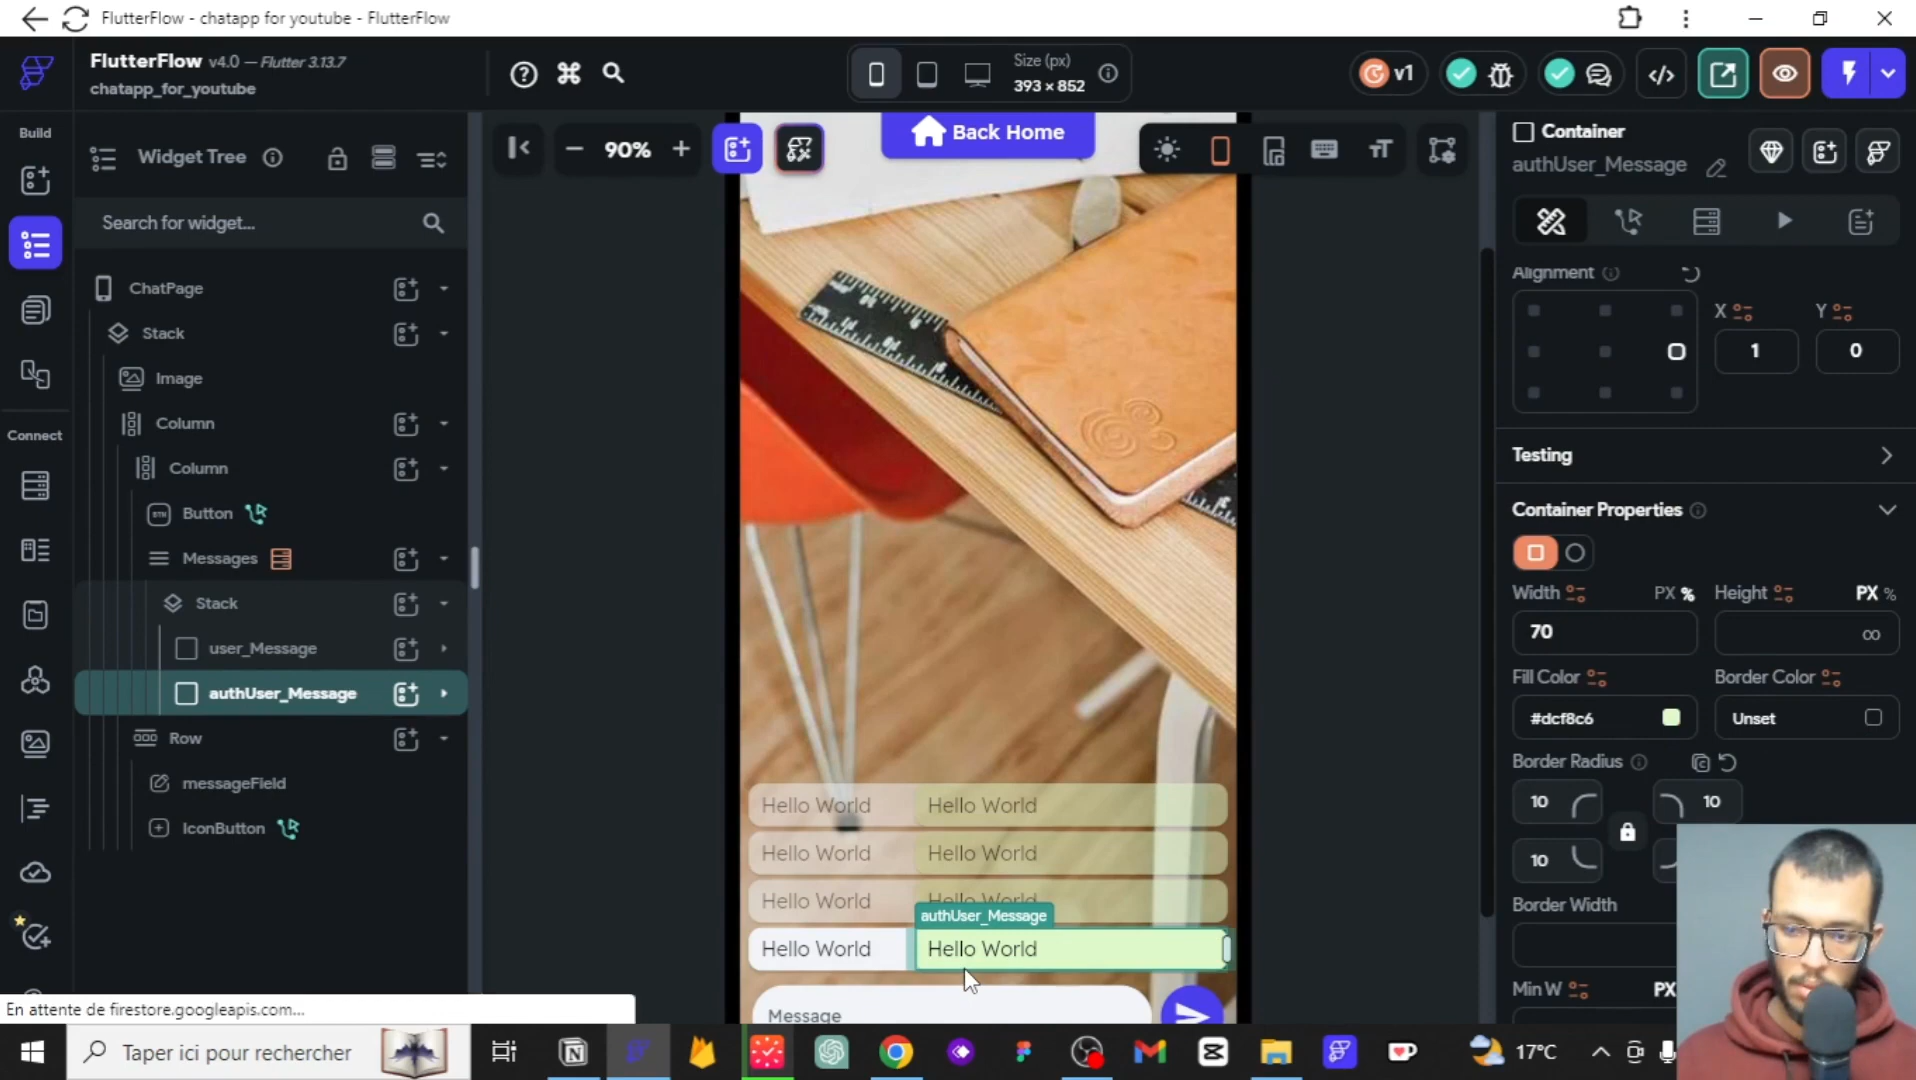 FlutterFlow - chatapp for youtube - FlutterFlow
FlutterFlow v4.0 — Flutter 3.13.7
chatapp_for_youtube
Size (px)
393 × 852
v1
Build
Connect
Widget Tree
Search for widget...
ChatPage
Stack
Image
Column
Column
BTN
Button
Messages
Stack
user_Message
authUser_Message
Row
messageField
IconButton
90%
Back Home
Hello World
Hello World
Hello World
Hello World
Hello World
Hello World
authUser_Message
Hello World
Hello World
Message
Container
authUser_Message
Alignment
X
Y
1
0
Testing
Container Properties
Width
PX %
Height
PX %
70
∞
Fill Color
Border Color
#dcf8c6
Unset
Border Radius
10
10
10
Border Width
Min W
PX
En attente de firestore.googleapis.com...
Taper ici pour rechercher
17°C